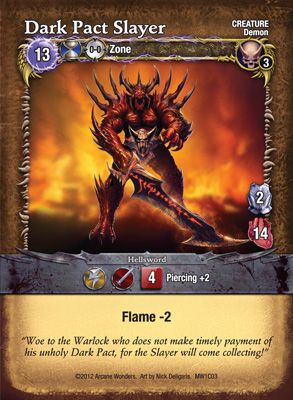 Dark Pact Slayer
CREATURE
Demon
13
0-0 Zone
3
2
14
Hellsword
4 Piercing +2
Flame -2
"Woe to the Warlock who does not make timely payment of
his unholy Dark Pact, for the Slayer will come collecting!"
©2012 Arcane Wonders. Art by Nick Deligaris. MW1C03